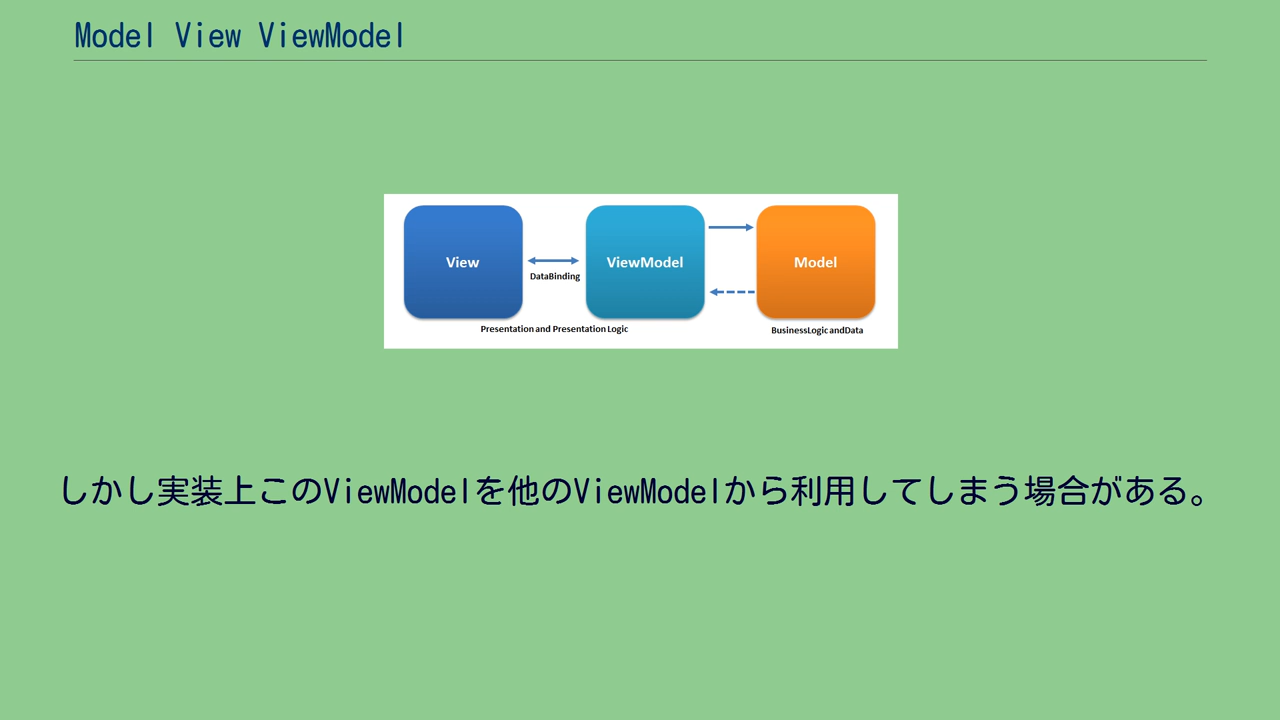 Model View ViewModel
View
ViewModel
Model
DataBinding
Presentation and Presentation Logic
BusinessLogic andData
しかし実装上このViewModelを他のViewModelから利用してしまう場合がある。